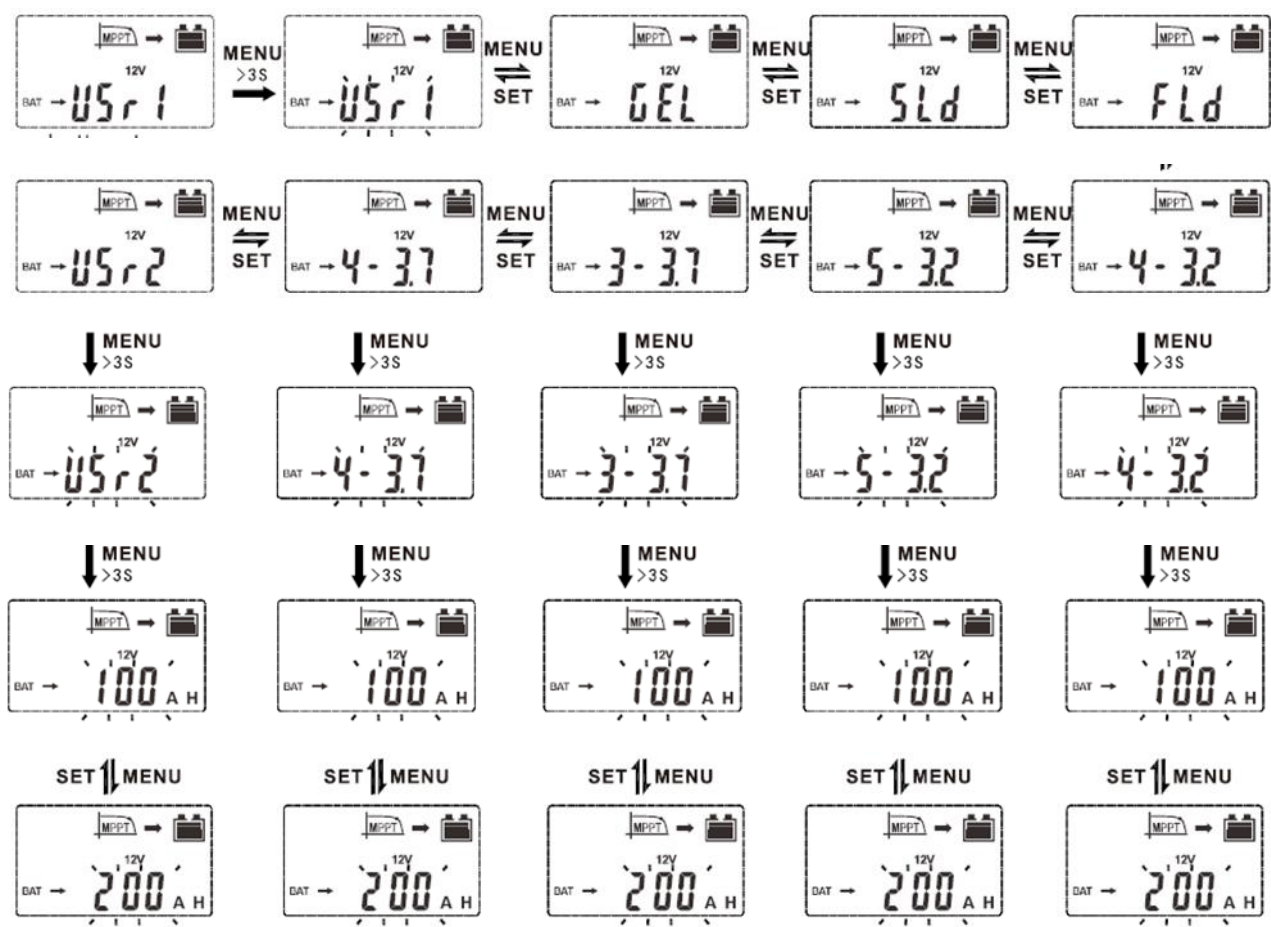 MPPT MPPT MPPT MPPT MPPT
MENU MENU MENU MENU
>3S 12V 12V 12V 12V 12V
SET SET SET
BAT USr1 BAT USr1 BAT GEL BAT SLd BAT FLd
MPPT MPPT MPPT MPPT MPPT
MENU MENU MENU MENU
12V 12V 12V 12V 12V
SET SET SET SET
BAT USr2 BAT 4-3.7 BAT 3-3.7 BAT 5-3.2 BAT 4-3.2
MENU MENU MENU MENU MENU
>3S >3S >3S >3S >3S
MPPT MPPT MPPT MPPT MPPT
12V 12V 12V 12V 12V
BAT USr2 BAT 4-3.7 BAT 3-3.7 BAT 5-3.2 BAT 4-3.2
MENU MENU MENU MENU MENU
>3S >3S >3S >3S >3S
MPPT MPPT MPPT MPPT MPPT
12V 12V 12V 12V 12V
BAT 100 A H BAT 100 A H BAT 100 A H BAT 100 A H BAT 100 A H
SET MENU SET MENU SET MENU SET MENU SET MENU
MPPT MPPT MPPT MPPT MPPT
12V 12V 12V 12V 12V
BAT 200 A H BAT 200 A H BAT 200 A H BAT 200 A H BAT 200 A H